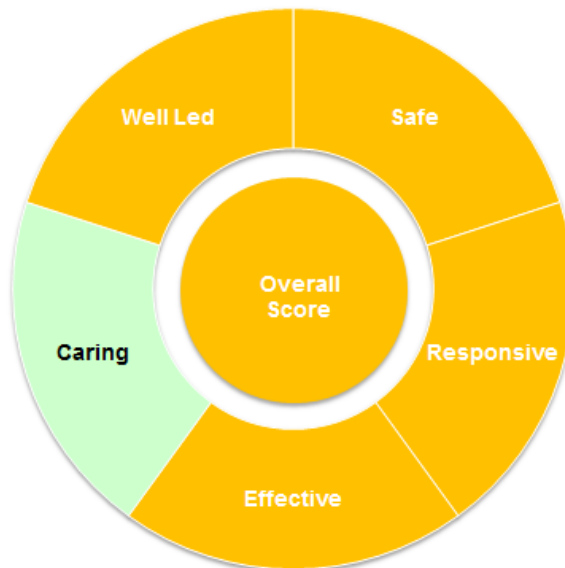 Well Led
Safe
Overall
Score
Caring
Responsive
Effective